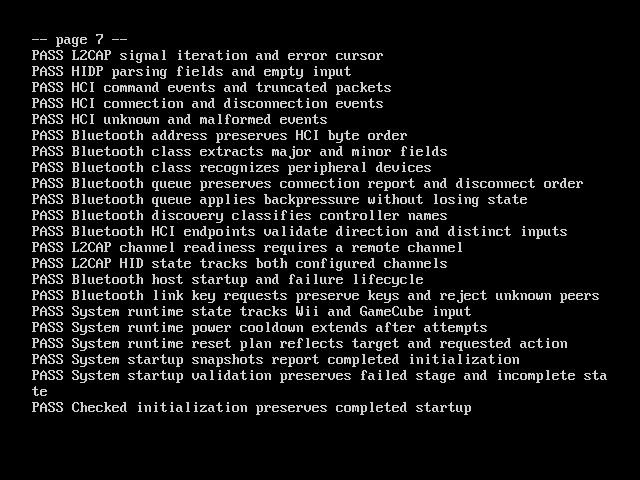 -- page 7 --
PASS L2CAP signal iteration and error cursor
PASS HIDP parsing fields and empty input
PASS HCI command events and truncated packets
PASS HCI connection and disconnection events
PASS HCI unknown and malformed events
PASS Bluetooth address preserves HCI byte order
PASS Bluetooth class extracts major and minor fields
PASS Bluetooth class recognizes peripheral devices
PASS Bluetooth queue preserves connection report and disconnect order
PASS Bluetooth queue applies backpressure without losing state
PASS Bluetooth discovery classifies controller names
PASS Bluetooth HCI endpoints validate direction and distinct inputs
PASS L2CAP channel readiness requires a remote channel
PASS L2CAP HID state tracks both configured channels
PASS Bluetooth host startup and failure lifecycle
PASS Bluetooth link key requests preserve keys and reject unknown peers
PASS System runtime state tracks Wii and GameCube input
PASS System runtime power cooldown extends after attempts
PASS System runtime reset plan reflects target and requested action
PASS System startup snapshots report completed initialization
PASS System startup validation preserves failed stage and incomplete sta
te
PASS Checked initialization preserves completed startup